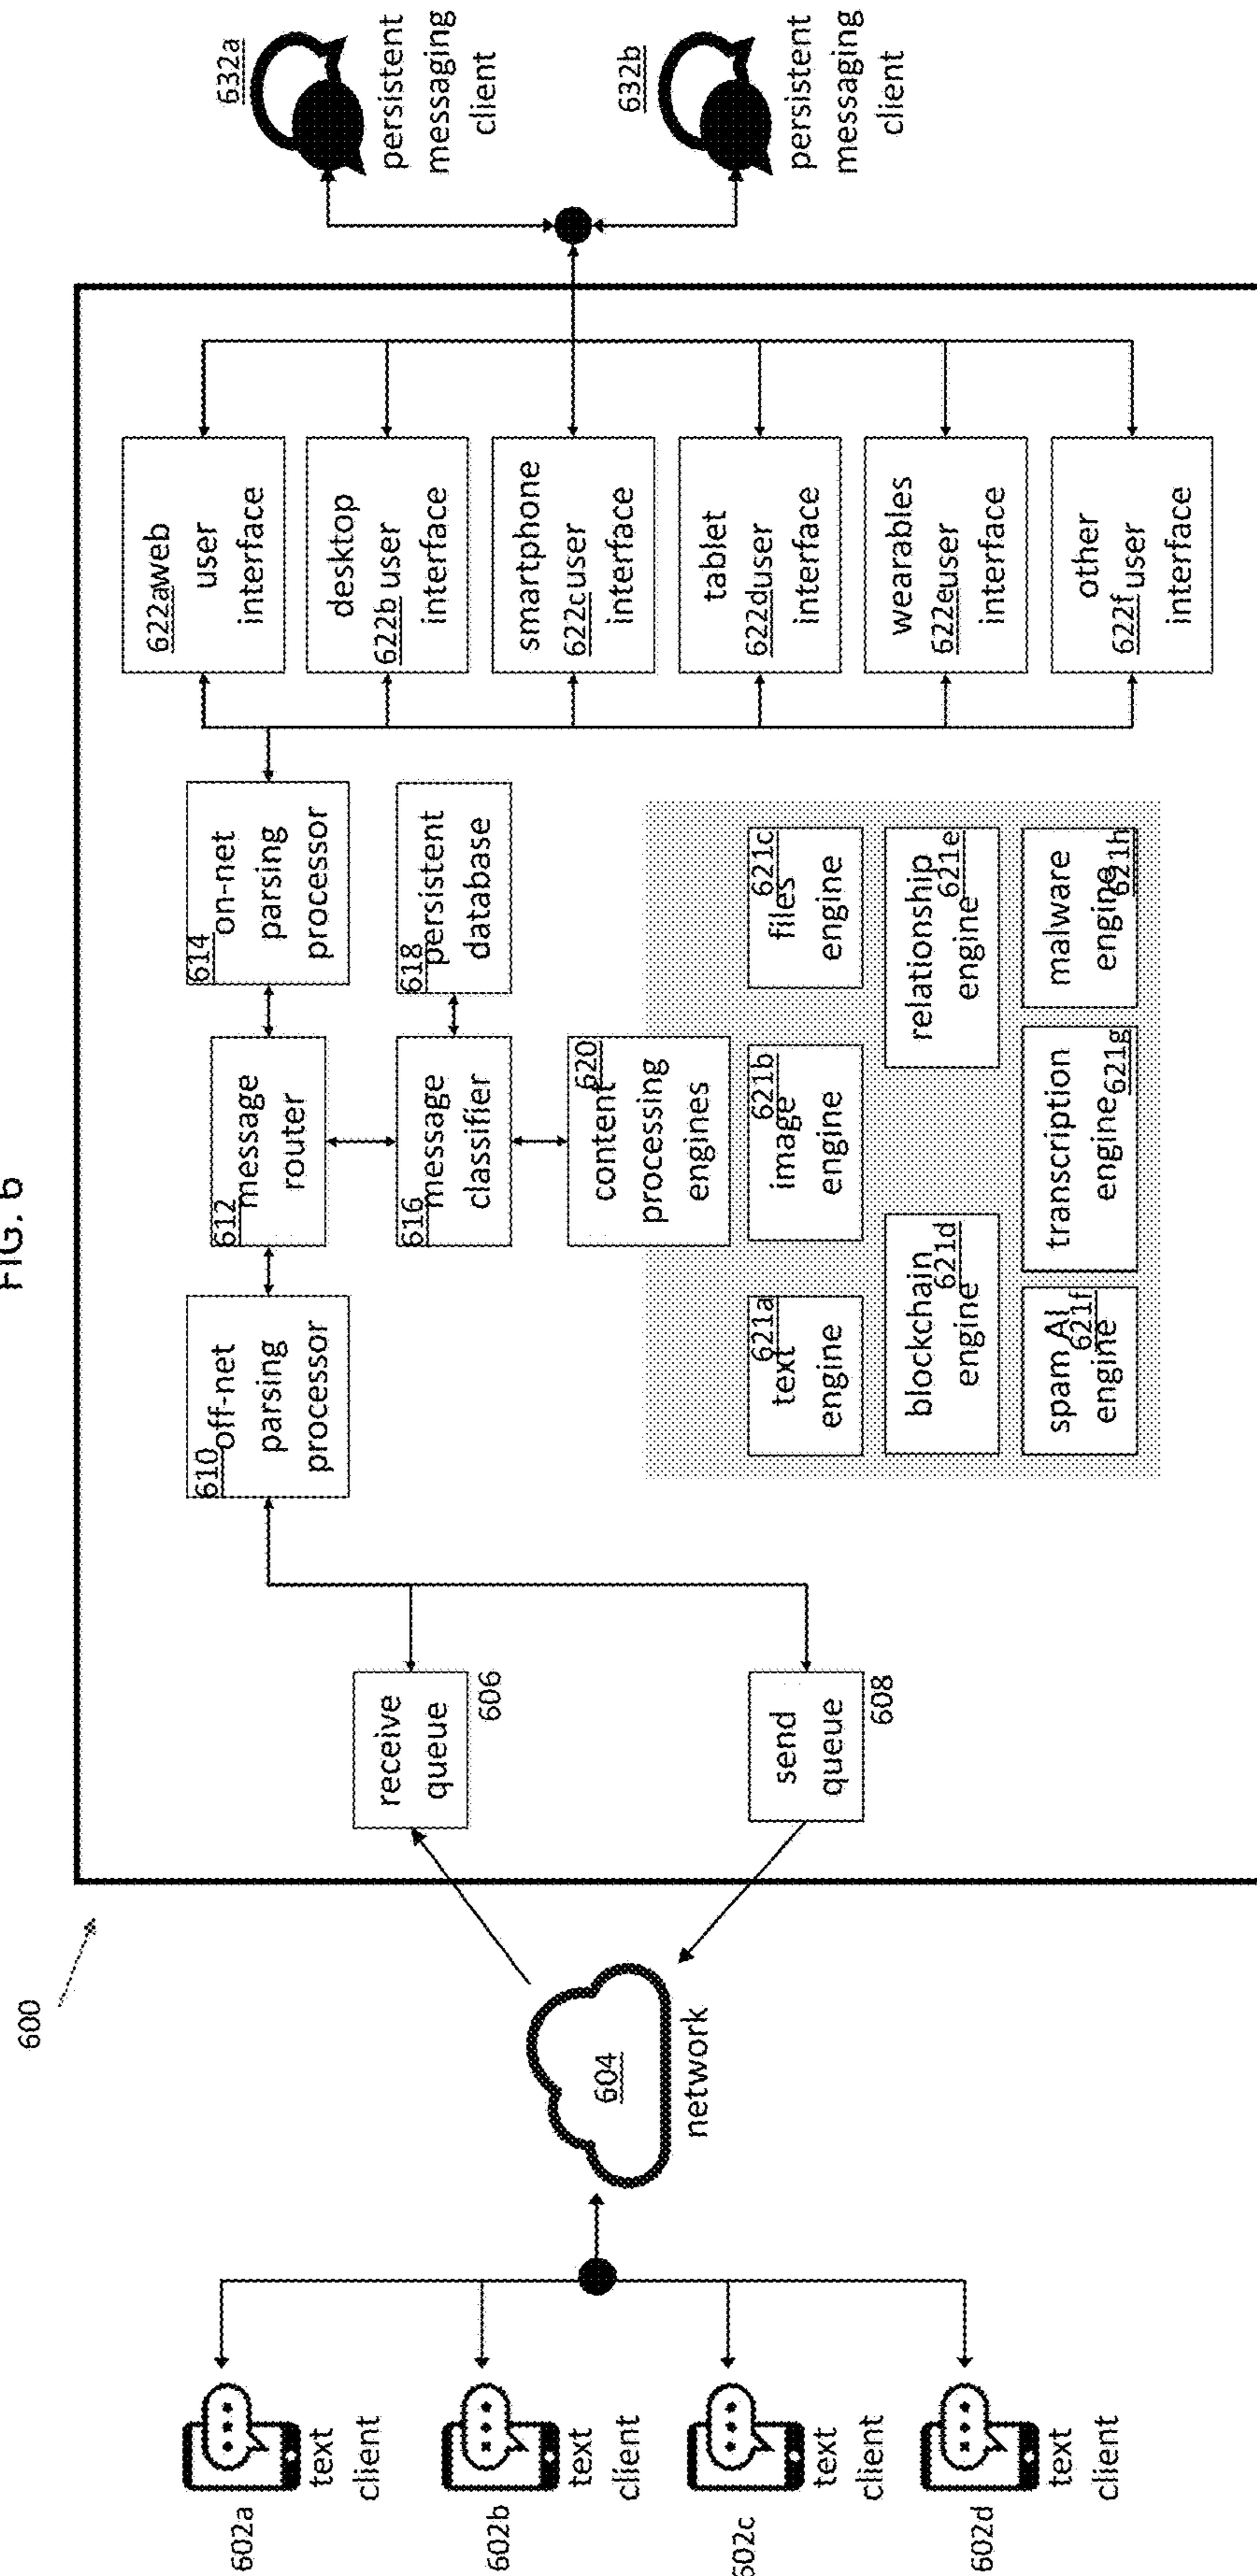 FIG. 6
600
602a
text
client
602b
text
client
602c
text
client
602d
text
client
604
network
receive
queue
606
send
queue
608
610
off-net
parsing
processor
612
message
router
614
on-net
parsing
processor
616
message
classifier
618
persistent
database
620
content
processing
engines
621a
text
engine
621b
image
engine
621c
files
engine
blockchain
621d
engine
relationship
621e
engine
spam AI
621f
engine
transcription
engine
621g
malware
engine
621h
622a web
user
interface
desktop
622b user
interface
smartphone
622c user
interface
tablet
622d user
interface
wearables
622e user
interface
other
622f user
interface
632a
persistent
messaging
client
632b
persistent
messaging
client